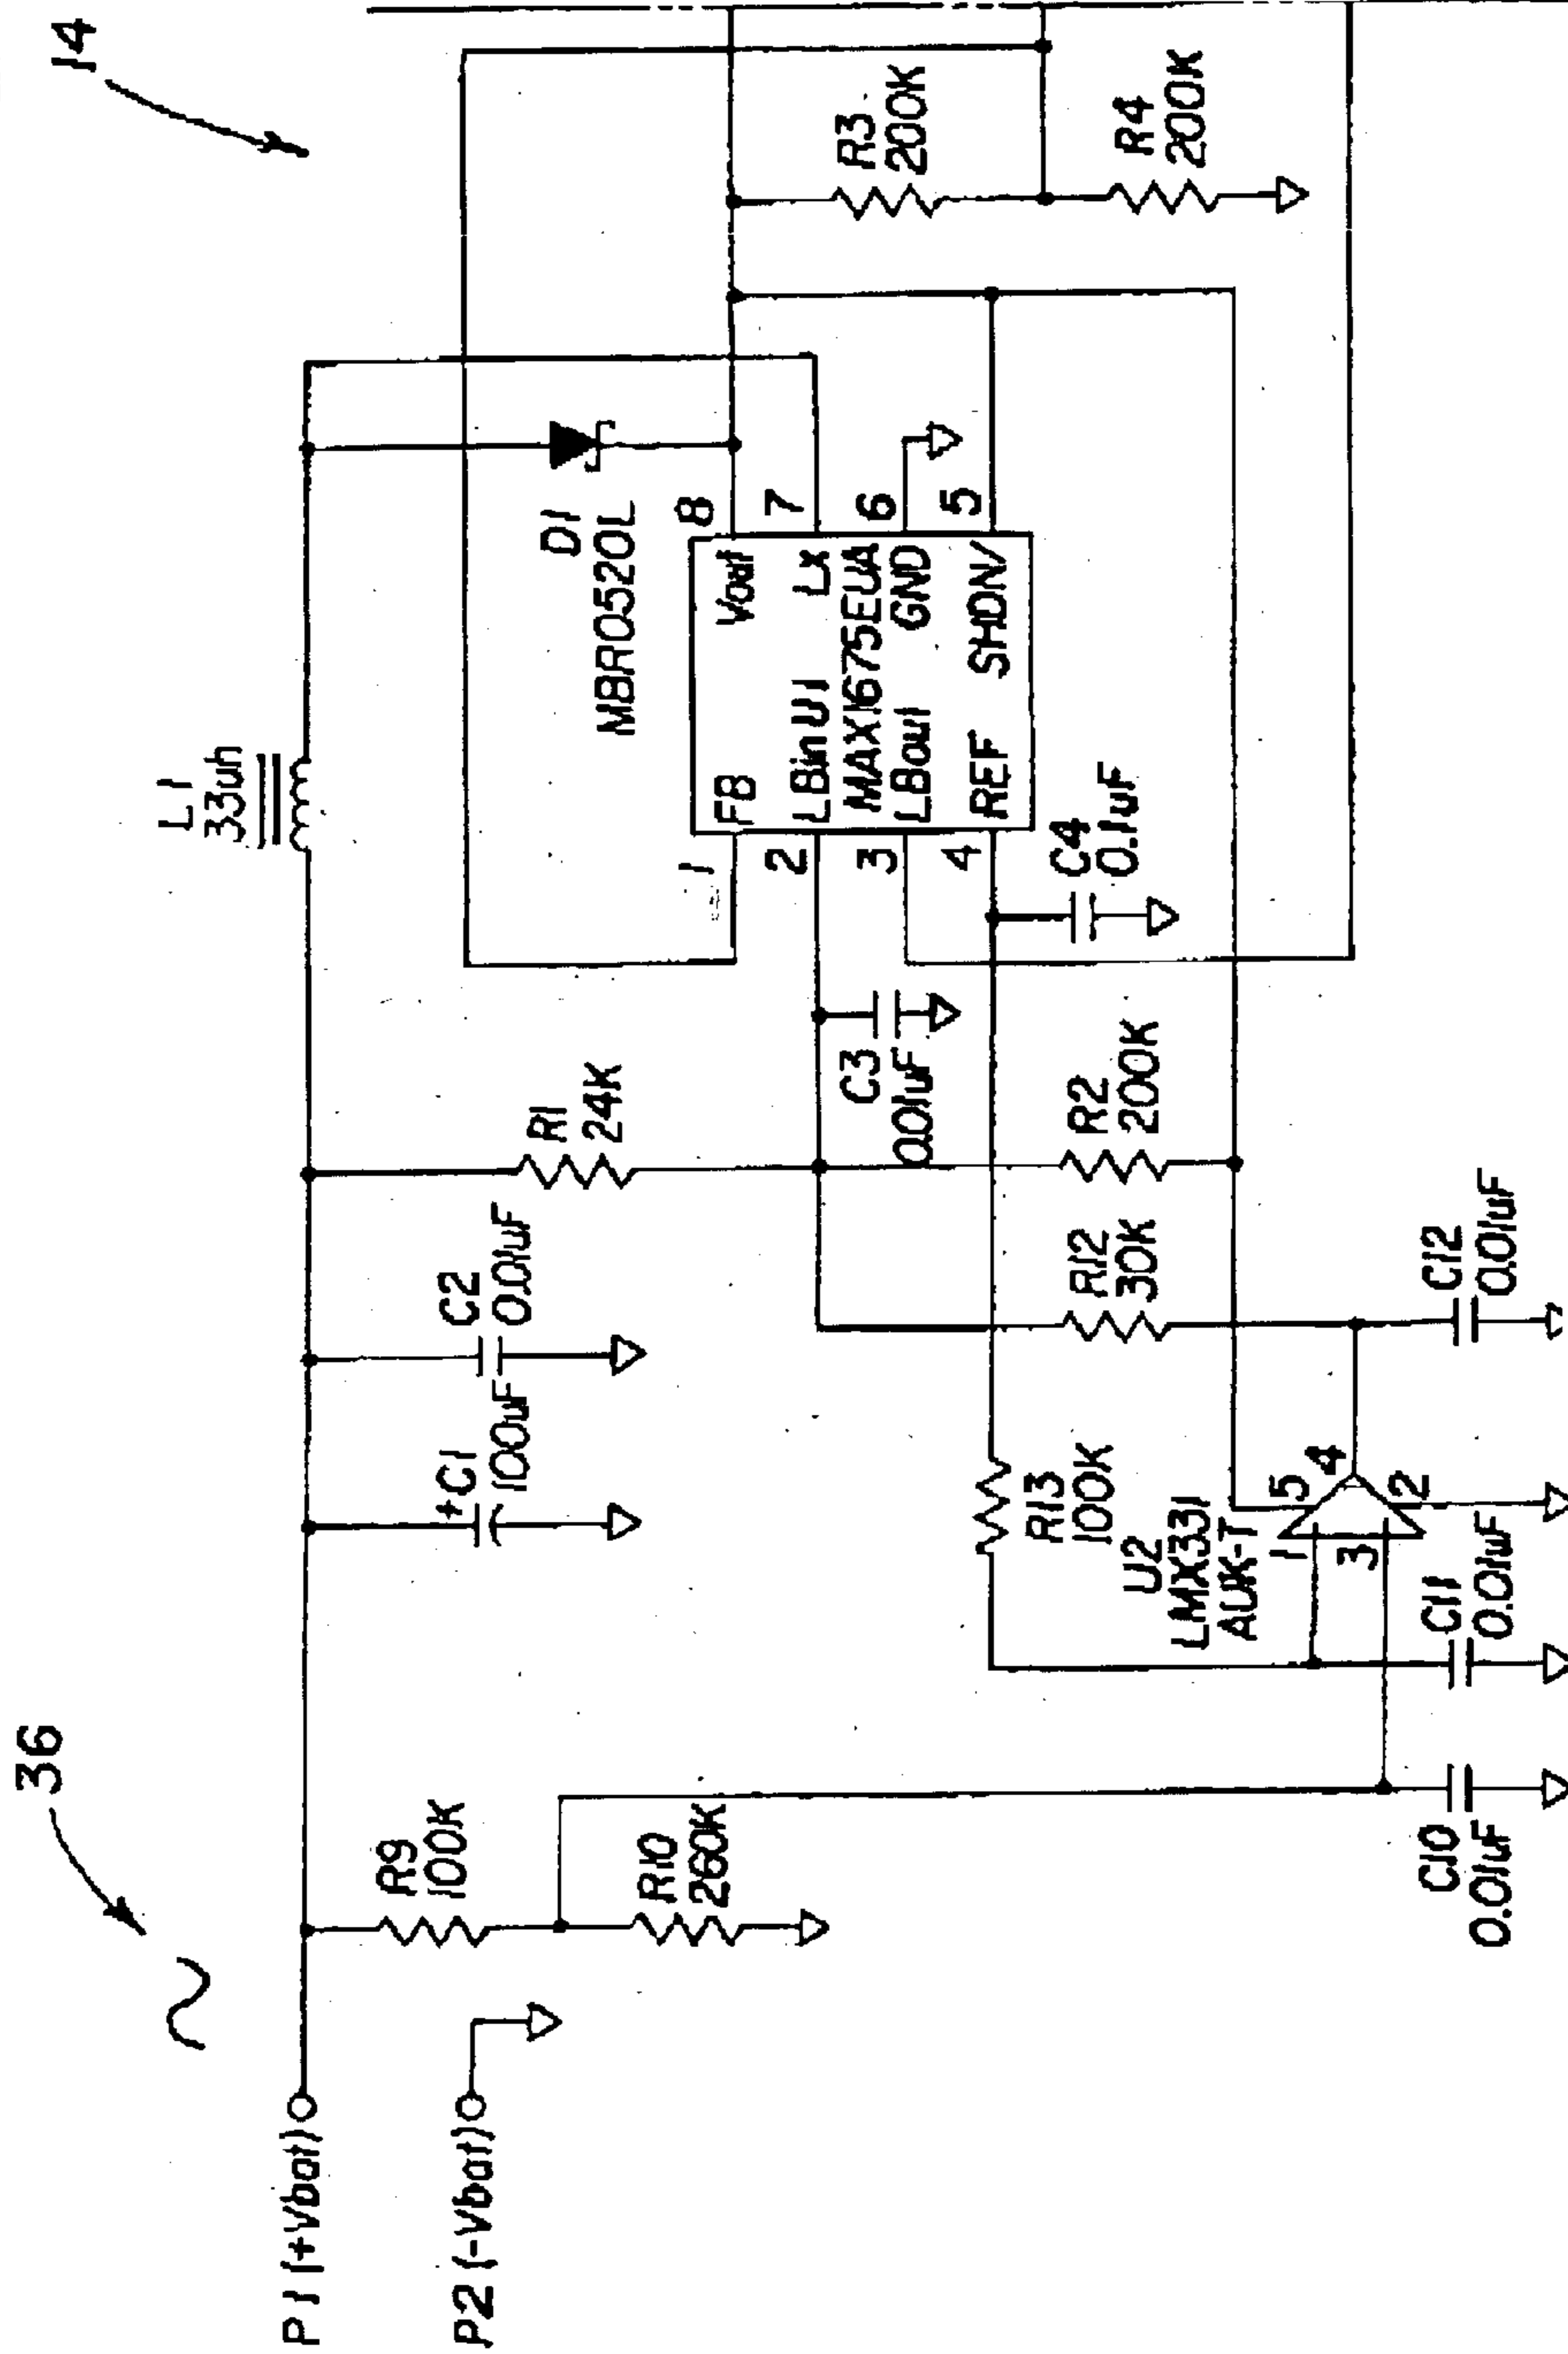 36
14
P1 (+Vbat)
P2 (-Vbat)
R9
100K
R10
260K
+C1
100uF
C2
0.01uF
R1
24K
L1
33uh
D1
MBR0520L
1
2
3
4
8
7
6
5
FB
Vout
LBin U1
Lx
MAX1675EUA
LBout
GND
REF
SHDN/
C3
0.01uF
C4
0.1uF
R3
200K
R4
200K
R2
200K
R12
30K
R13
100K
U2
LMX331
AUK-T
1
3
5
4
2
C10
0.01uF
C11
0.01uF
C12
0.01uF